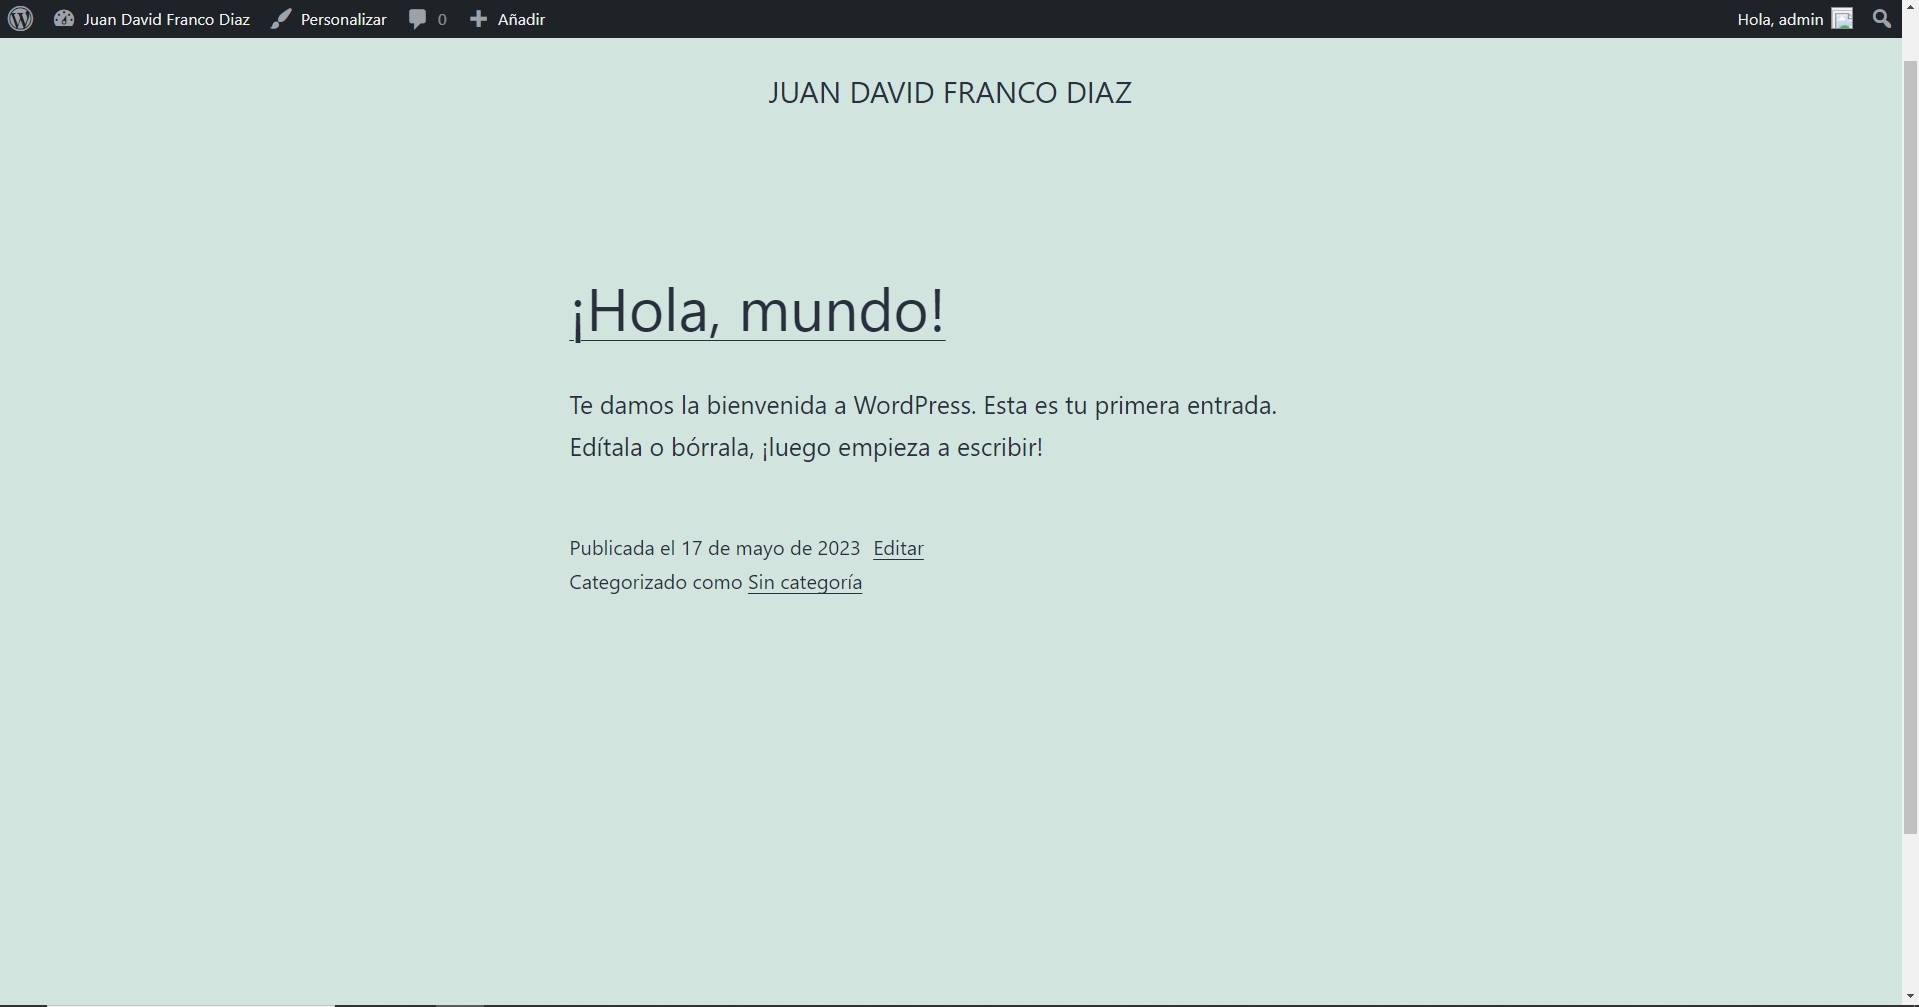 Juan David Franco Diaz Personalizar 0 Añadir Hola, admin
JUAN DAVID FRANCO DIAZ
¡Hola, mundo!
Te damos la bienvenida a WordPress. Esta es tu primera entrada.
Edítala o bórrala, ¡luego empieza a escribir!
Publicada el 17 de mayo de 2023 Editar
Categorizado como Sin categoría